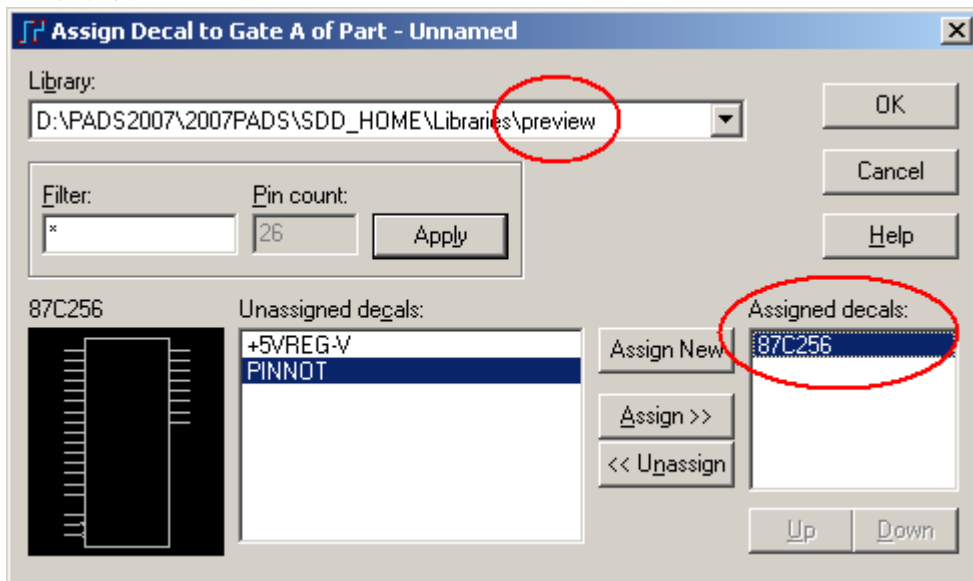 Assign Decal to Gate A of Part - Unnamed
Library:
D:\PADS2007\2007PADS\SDD_HOME\Libraries\preview
OK
Cancel
Help
Filter:
Pin count:
*
26
Apply
87C256
Unassigned decals:
+5VREG-V
PINNOT
Assign New
Assign >>
<< Unassign
Assigned decals:
87C256
Up
Down